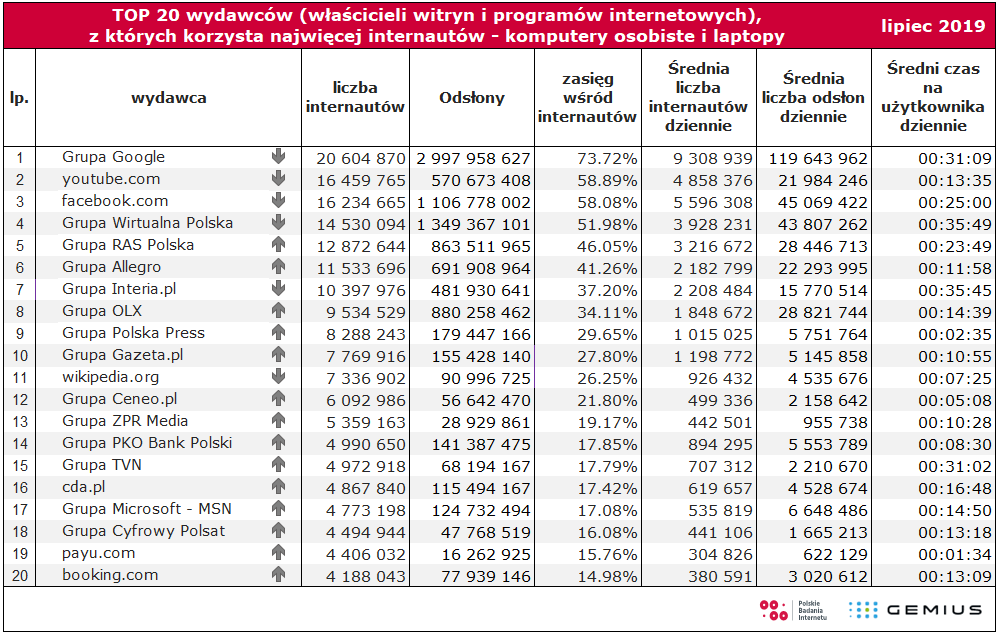 TOP 20 wydawców (właścicieli witryn i programów internetowych),
z których korzysta najwięcej internautów - komputery osobiste i laptopy
lipiec 2019
lp. wydawca liczba internautów Odsłony zasięg wśród internautów Średnia liczba internautów dziennie Średnia liczba odsłon dziennie Średni czas na użytkownika dziennie
1 Grupa Google 20 604 870 2 997 958 627 73.72% 9 308 939 119 643 962 00:31:09
2 youtube.com 16 459 765 570 673 408 58.89% 4 858 376 21 984 246 00:13:35
3 facebook.com 16 234 665 1 106 778 002 58.08% 5 596 308 45 069 422 00:25:00
4 Grupa Wirtualna Polska 14 530 094 1 349 367 101 51.98% 3 928 231 43 807 262 00:35:49
5 Grupa RAS Polska 12 872 644 863 511 965 46.05% 3 216 672 28 446 713 00:23:49
6 Grupa Allegro 11 533 696 691 908 964 41.26% 2 182 799 22 293 995 00:11:58
7 Grupa Interia.pl 10 397 976 481 930 641 37.20% 2 208 484 15 770 514 00:35:45
8 Grupa OLX 9 534 529 880 258 462 34.11% 1 848 672 28 821 744 00:14:39
9 Grupa Polska Press 8 288 243 179 447 166 29.65% 1 015 025 5 751 764 00:02:35
10 Grupa Gazeta.pl 7 769 916 155 428 140 27.80% 1 198 772 5 145 858 00:10:55
11 wikipedia.org 7 336 902 90 996 725 26.25% 926 432 4 535 676 00:07:25
12 Grupa Ceneo.pl 6 092 986 56 642 470 21.80% 499 336 2 158 642 00:05:08
13 Grupa ZPR Media 5 359 163 28 929 861 19.17% 442 501 955 738 00:10:28
14 Grupa PKO Bank Polski 4 990 650 141 387 475 17.85% 894 295 5 553 789 00:08:30
15 Grupa TVN 4 972 918 68 194 167 17.79% 707 312 2 210 670 00:31:02
16 cda.pl 4 867 840 115 494 167 17.42% 619 657 4 528 674 00:16:48
17 Grupa Microsoft - MSN 4 773 198 124 732 494 17.08% 535 819 6 648 486 00:14:50
18 Grupa Cyfrowy Polsat 4 494 944 47 768 519 16.08% 441 106 1 665 213 00:13:18
19 payu.com 4 406 032 16 262 925 15.76% 304 826 622 129 00:01:34
20 booking.com 4 188 043 77 939 146 14.98% 380 591 3 020 612 00:13:09
Polskie
Badania
Internetu
GEMIUS